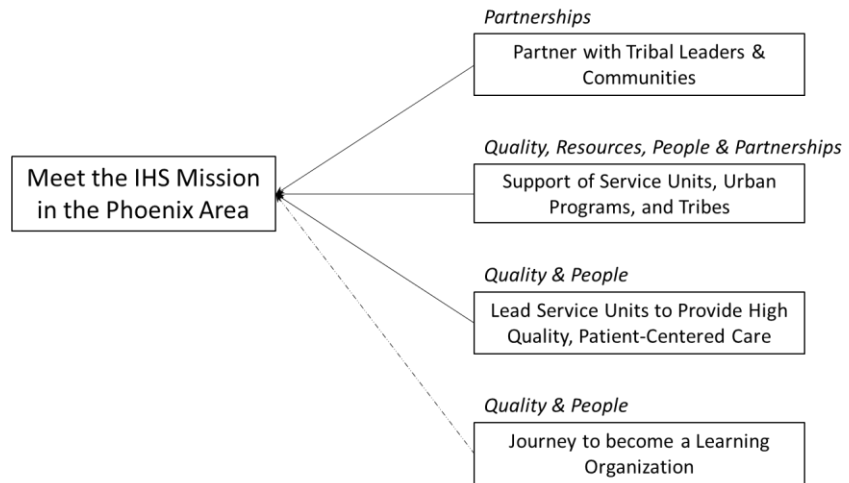 Partnerships
Partner with Tribal Leaders &
Communities
Quality, Resources, People & Partnerships
Meet the IHS Mission
in the Phoenix Area
Support of Service Units, Urban
Programs, and Tribes
Quality & People
Lead Service Units to Provide High
Quality, Patient-Centered Care
Quality & People
Journey to become a Learning
Organization